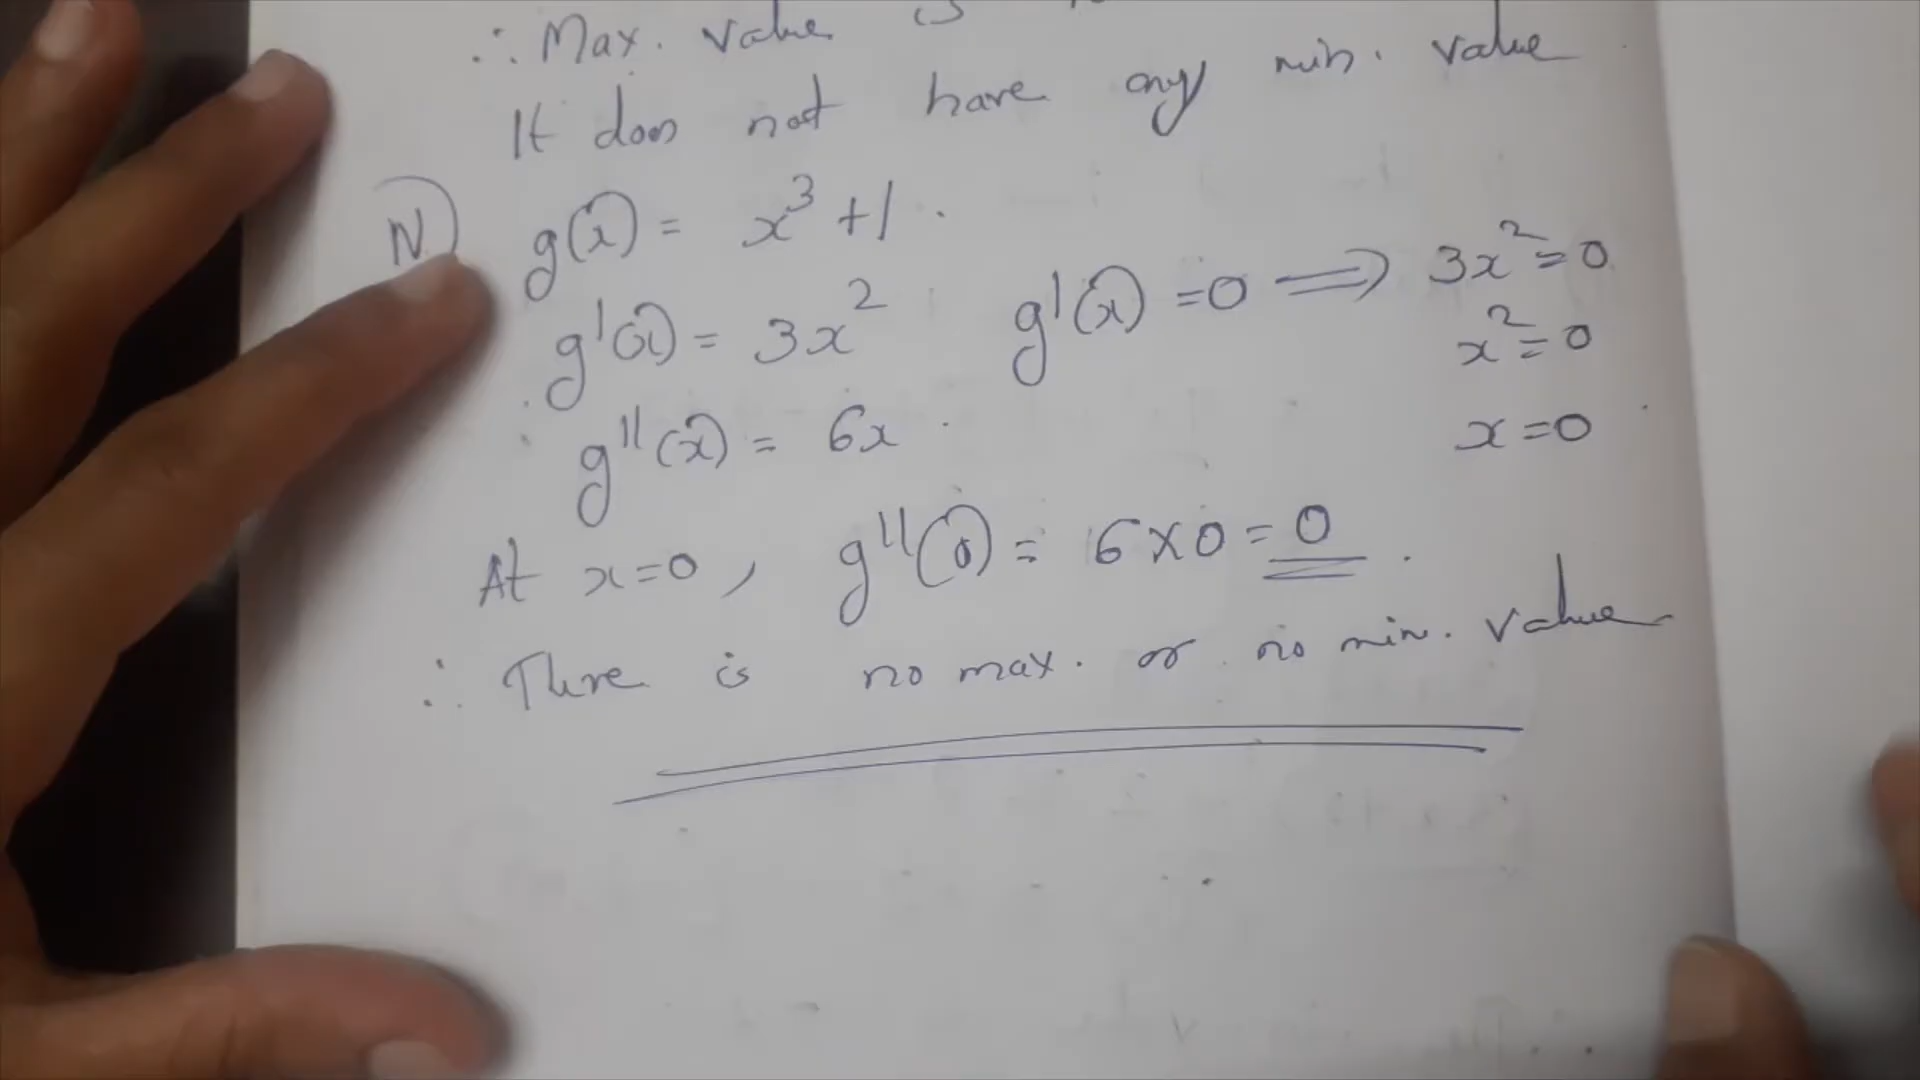 ∴ Max. value is
It does not have any min. value
IV) g(x) = x³ + 1.
g'(x) = 3x² g'(x) = 0 ⟹ 3x² = 0
x² = 0
g''(x) = 6x x = 0
At x = 0, g''(0) = 6 × 0 = 0.
∴ There is no max. or no min. value